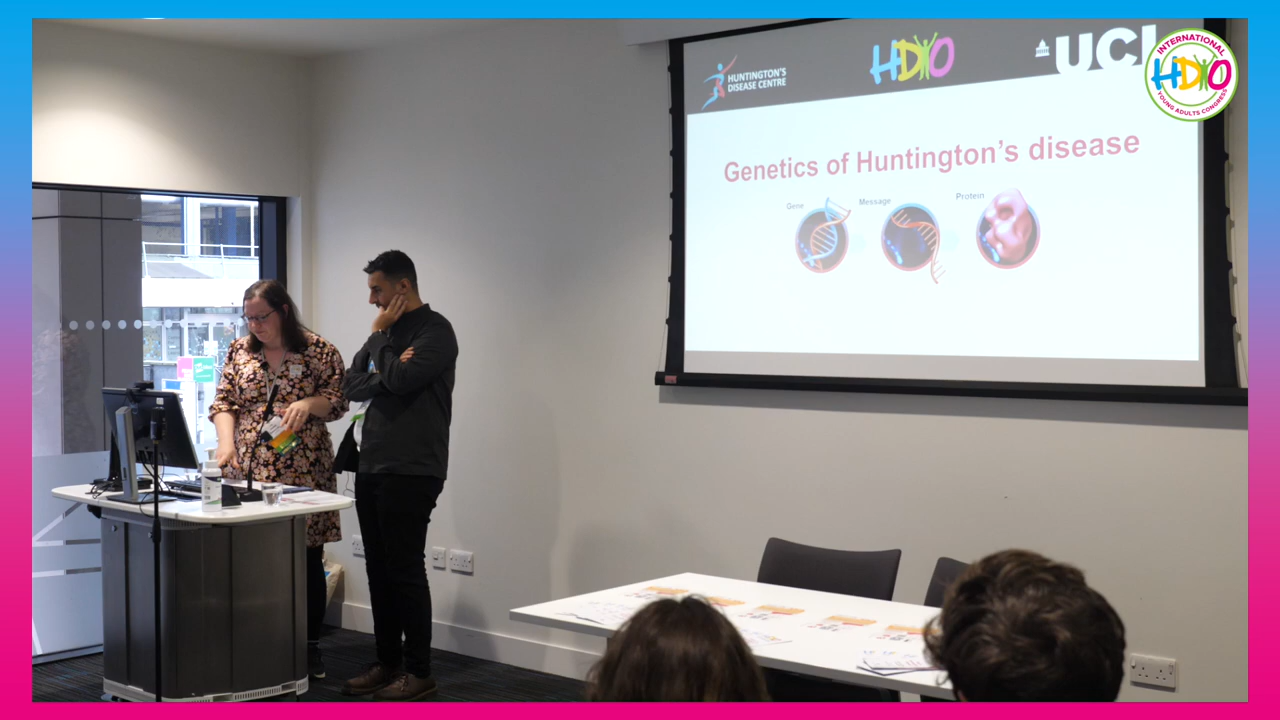 HUNTINGTON'S
DISEASE CENTRE
HDYO
UCL
INTERNATIONAL
HDYO
YOUNG ADULTS CONGRESS
Genetics of Huntington's disease
Gene
Message
Protein